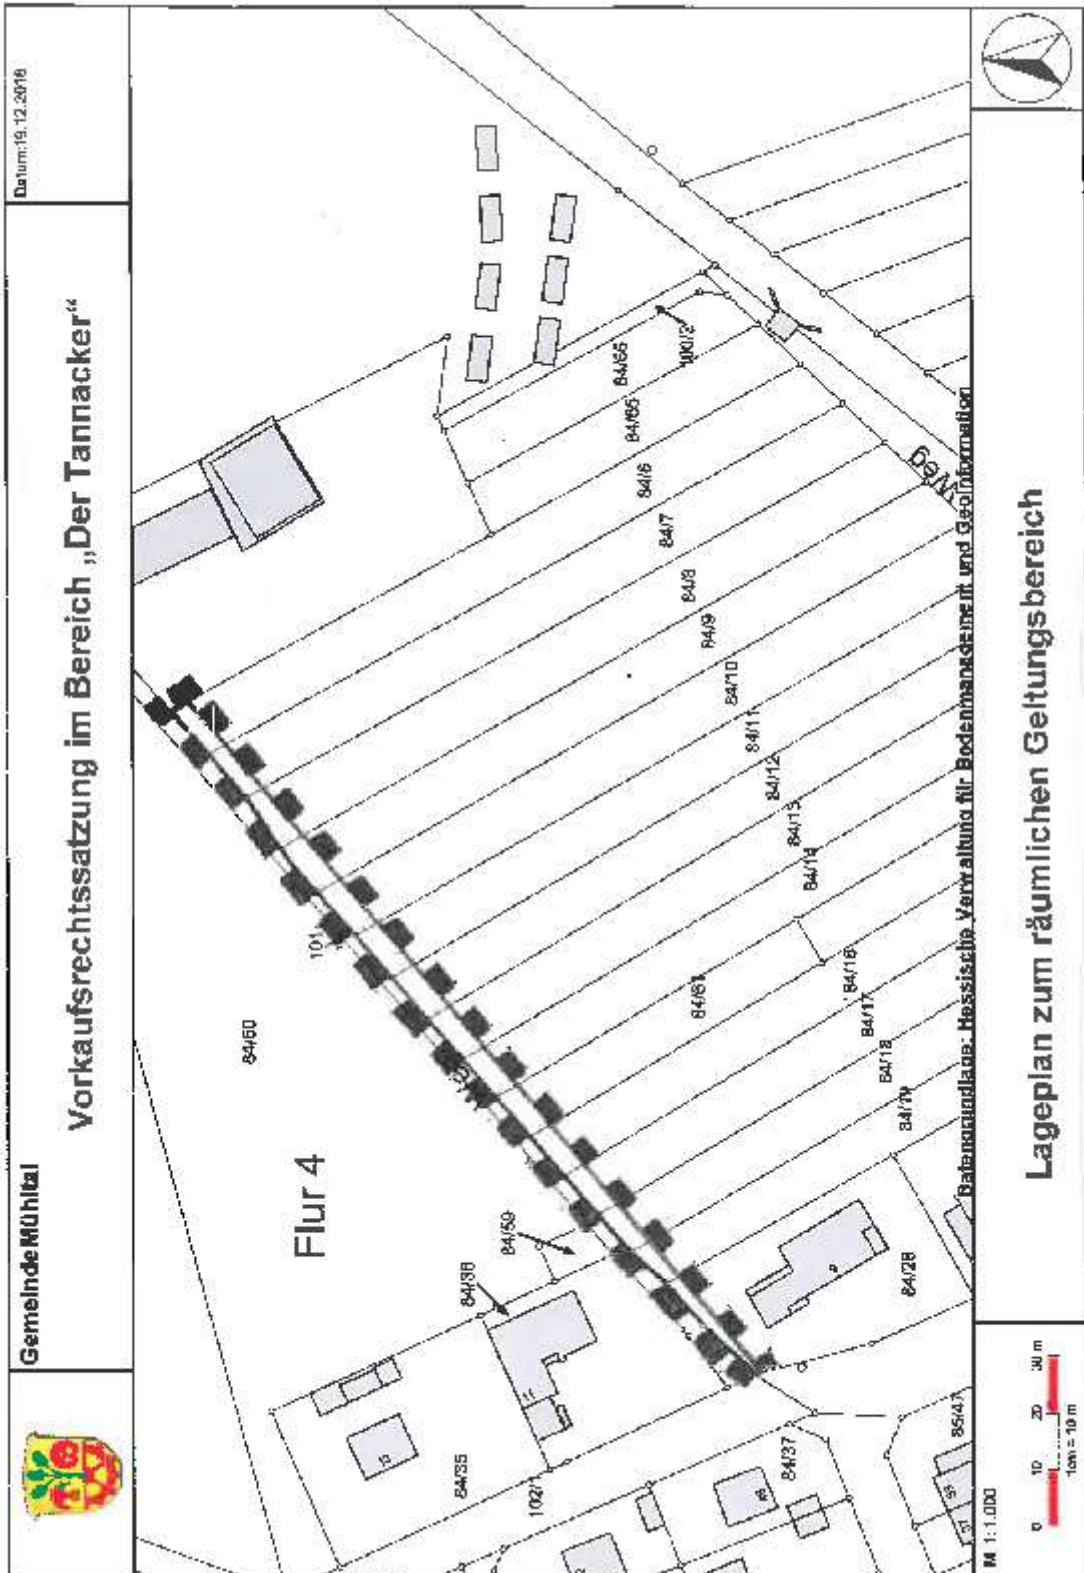 Gemeinde Mühltal
Datum:19.12.2016
Vorkaufsrechtssatzung im Bereich „Der Tannacker“
Flur 4
84/60
101
84/59
84/36
84/35
102/1
84/37
85/47
84/28
84/66
100/2
84/65
84/6
84/7
84/8
84/9
84/10
84/11
84/12
84/13
84/14
84/61
84/16
84/17
84/18
84/19
Weg
Datengrundlage: Hessische Verwaltung für Bodenmanagement und Geoinformation
M 1:1.000
0 10 20 30 m
1cm = 10 m
Lageplan zum räumlichen Geltungsbereich